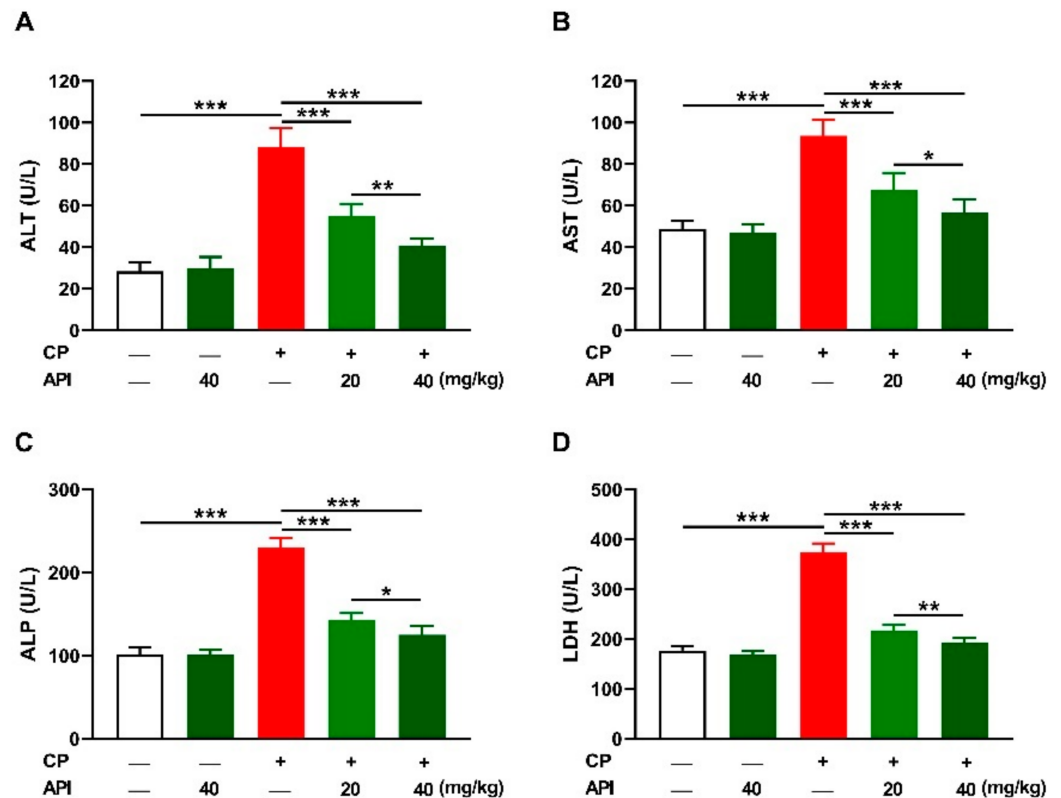 A
ALT (U/L)
120
100
80
60
40
20
0
***
***
***
**
CP — — + + +
API — 40 — 20 40 (mg/kg)
B
AST (U/L)
120
100
80
60
40
20
0
***
***
***
*
CP — — + + +
API — 40 — 20 40 (mg/kg)
C
ALP (U/L)
300
200
100
0
***
***
***
*
CP — — + + +
API — 40 — 20 40 (mg/kg)
D
LDH (U/L)
500
400
300
200
100
0
***
***
***
**
CP — — + + +
API — 40 — 20 40 (mg/kg)